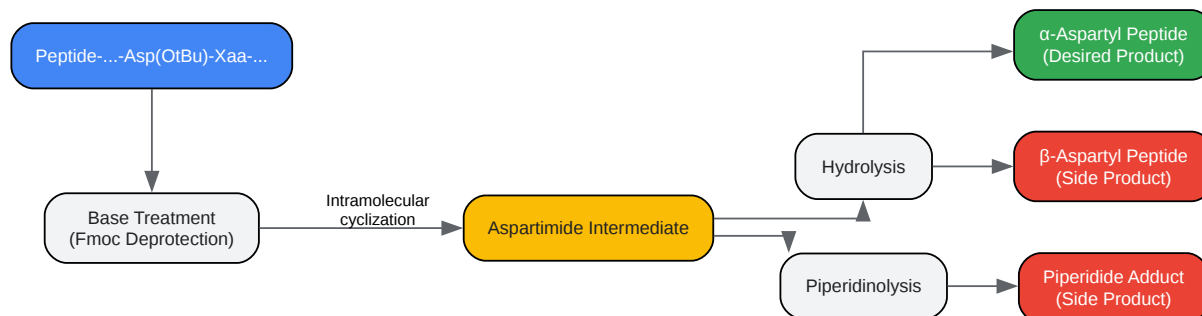 Peptide-...-Asp(OtBu)-Xaa-...
Base Treatment
(Fmoc Deprotection)
Intramolecular
cyclization
Aspartimide Intermediate
Hydrolysis
Piperidinolysis
α-Aspartyl Peptide
(Desired Product)
β-Aspartyl Peptide
(Side Product)
Piperidide Adduct
(Side Product)